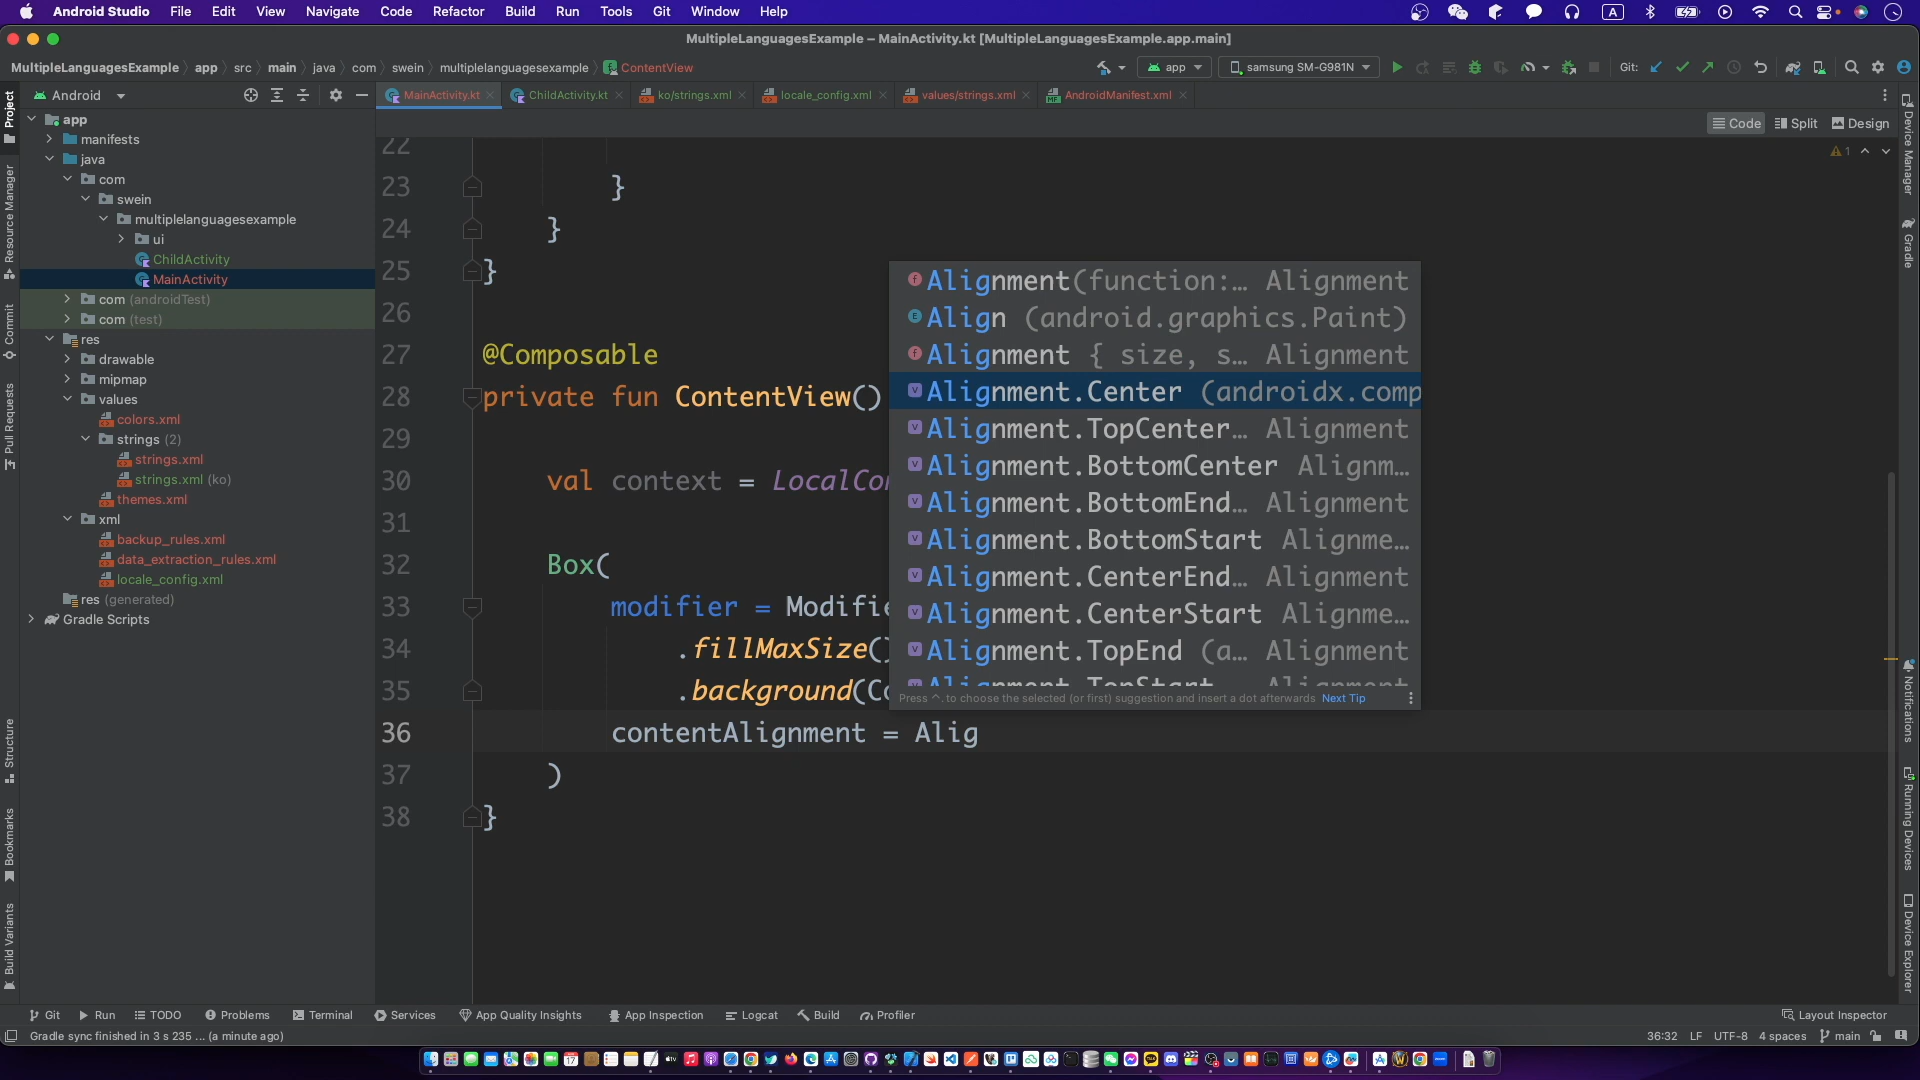 Android Studio File Edit View Navigate Code Refactor Build Run Tools Git Window Help
MultipleLanguagesExample – MainActivity.kt [MultipleLanguagesExample.app.main]
MultipleLanguagesExample app src main java com swein multiplelanguagesexample ContentView
app samsung SM-G981N Git:
Android
MainActivity.kt ChildActivity.kt ko/strings.xml locale_config.xml values/strings.xml AndroidManifest.xml
Code Split Design
1
app
manifests
java
com
swein
multiplelanguagesexample
ui
ChildActivity
MainActivity
com (androidTest)
com (test)
res
drawable
mipmap
values
colors.xml
strings (2)
strings.xml
strings.xml (ko)
themes.xml
xml
backup_rules.xml
data_extraction_rules.xml
locale_config.xml
res (generated)
Gradle Scripts
Project
Resource Manager
Commit
Pull Requests
Structure
Bookmarks
Build Variants
22
23 }
24 }
25 }
26
27 @Composable
28 private fun ContentView()
29
30 val context = LocalCon
31
32 Box(
33 modifier = Modifie
34 .fillMaxSize()
35 .background(Co
36 contentAlignment = Alig
37 )
38 }
Alignment(function:… Alignment
Align (android.graphics.Paint)
Alignment { size, s… Alignment
Alignment.Center (androidx.comp
Alignment.TopCenter… Alignment
Alignment.BottomCenter Alignm…
Alignment.BottomEnd… Alignment
Alignment.BottomStart Alignme…
Alignment.CenterEnd… Alignment
Alignment.CenterStart Alignme…
Alignment.TopEnd (a… Alignment
Alignment.TopStart Alignment
Press ^. to choose the selected (or first) suggestion and insert a dot afterwards Next Tip
Device Manager
Gradle
Notifications
Running Devices
Device Explorer
Git Run TODO Problems Terminal Services App Quality Insights App Inspection Logcat Build Profiler Layout Inspector
Gradle sync finished in 3 s 235 ... (a minute ago) 36:32 LF UTF-8 4 spaces main